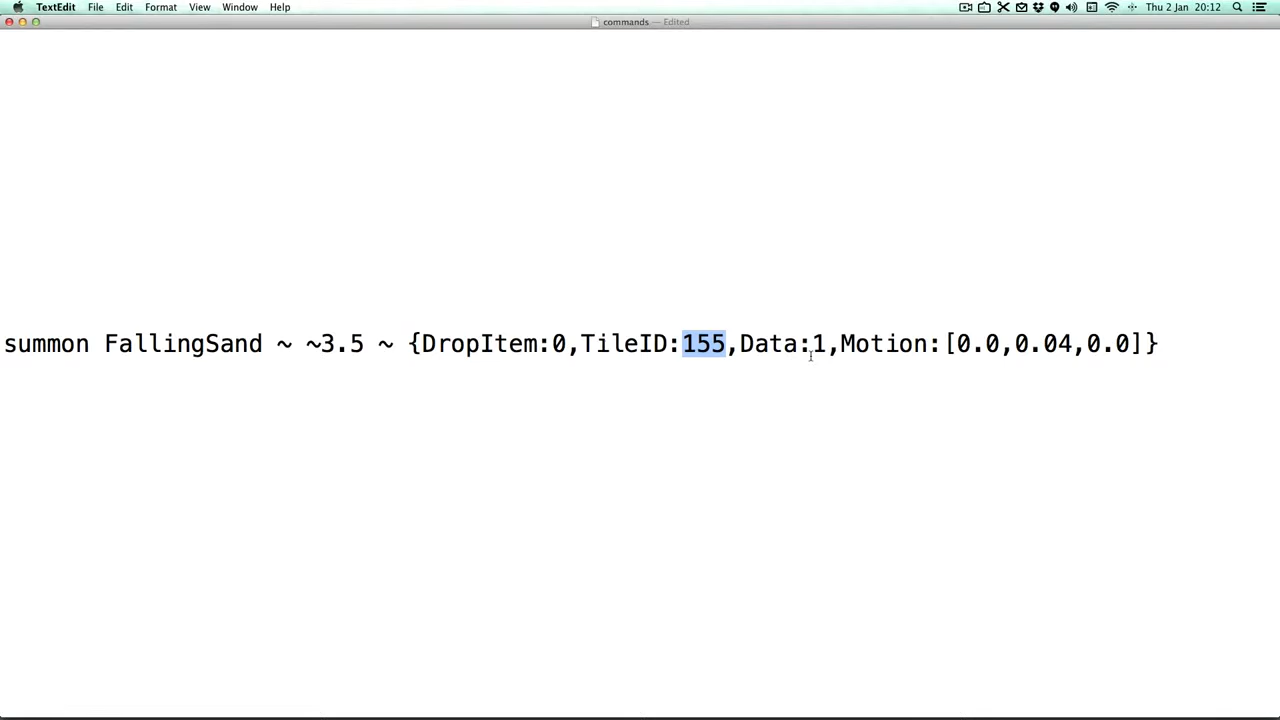 TextEdit File Edit Format View Window Help Thu 2 Jan 20:12
commands — Edited
summon FallingSand ~ ~3.5 ~ {DropItem:0,TileID:155,Data:1,Motion:[0.0,0.04,0.0]}